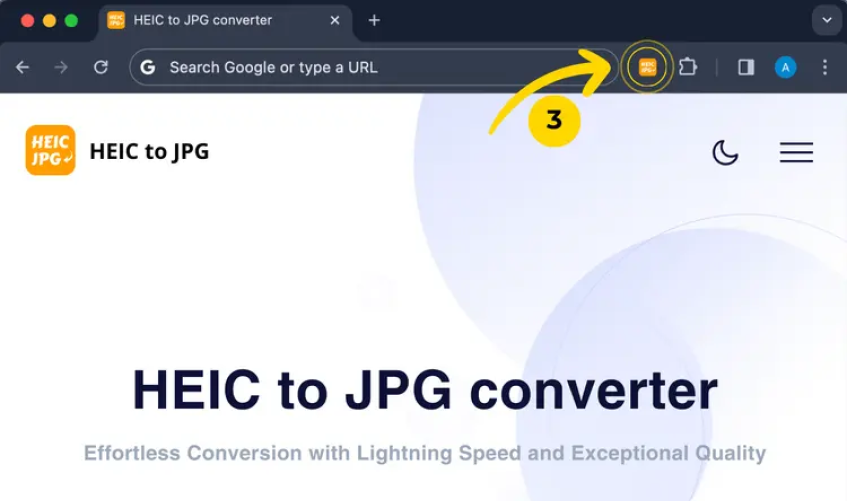 HEIC to JPG converter
Search Google or type a URL
A
3
HEIC
JPG
HEIC to JPG
HEIC to JPG converter
Effortless Conversion with Lightning Speed and Exceptional Quality